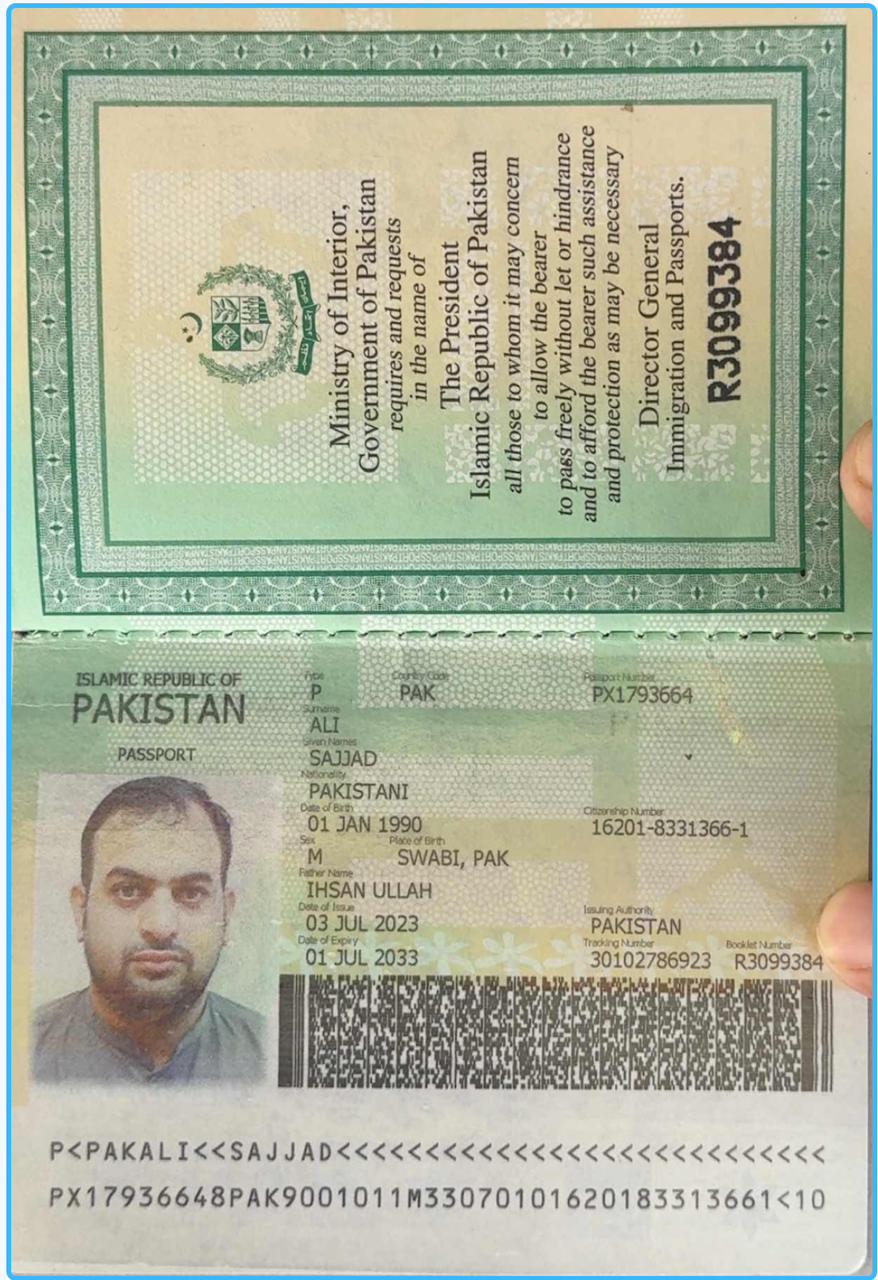 Ministry of Interior,
Government of Pakistan
requires and requests
in the name of
The President
Islamic Republic of Pakistan
all those to whom it may concern
to allow the bearer
to pass freely without let or hindrance
and to afford the bearer such assistance
and protection as may be necessary
Director General
Immigration and Passports.
R3099384
ISLAMIC REPUBLIC OF
PAKISTAN
PASSPORT
Type Country Code Passport Number
P PAK PX1793664
Surname
ALI
Given Names
SAJJAD
Nationality
PAKISTANI
Date of Birth Citizenship Number
01 JAN 1990 16201-8331366-1
Sex Place of Birth
M SWABI, PAK
Father Name
IHSAN ULLAH
Date of Issue Issuing Authority
03 JUL 2023 PAKISTAN
Date of Expiry Tracking Number Booklet Number
01 JUL 2033 30102786923 R3099384
P<PAKALI<<SAJJAD<<<<<<<<<<<<<<<<<<<<<<<<<<<<
PX17936648PAK9001011M3307010162018331366​1<10